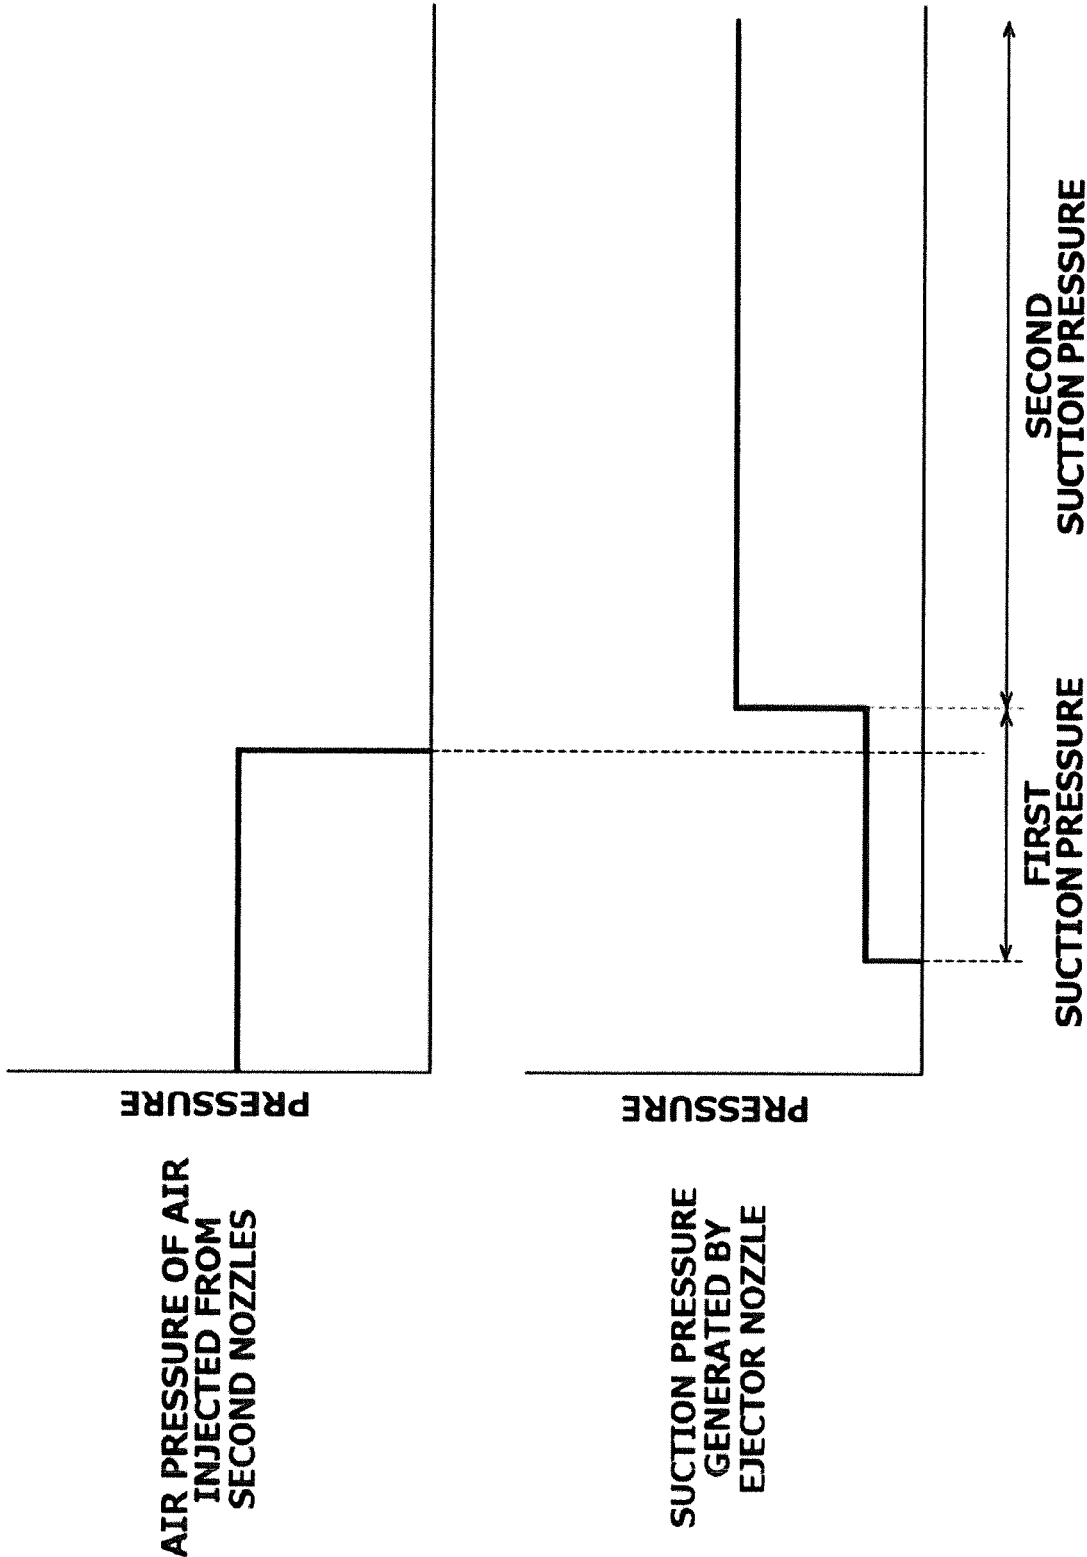 AIR PRESSURE OF AIR
INJECTED FROM
SECOND NOZZLES
PRESSURE
SUCTION PRESSURE
GENERATED BY
EJECTOR NOZZLE
PRESSURE
FIRST
SUCTION PRESSURE
SECOND
SUCTION PRESSURE